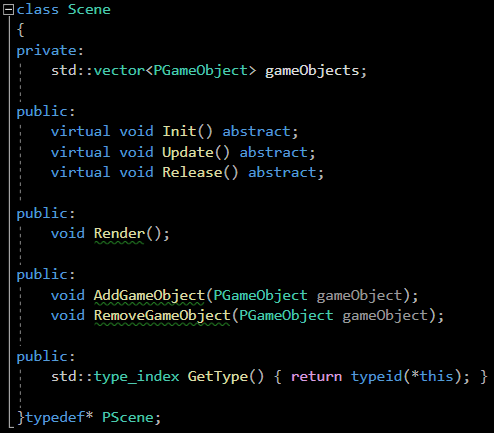 class Scene
{
private:
    std::vector<PGameObject> gameObjects;

public:
    virtual void Init() abstract;
    virtual void Update() abstract;
    virtual void Release() abstract;

public:
    void Render();

public:
    void AddGameObject(PGameObject gameObject);
    void RemoveGameObject(PGameObject gameObject);

public:
    std::type_index GetType() { return typeid(*this); }

}typedef* PScene;